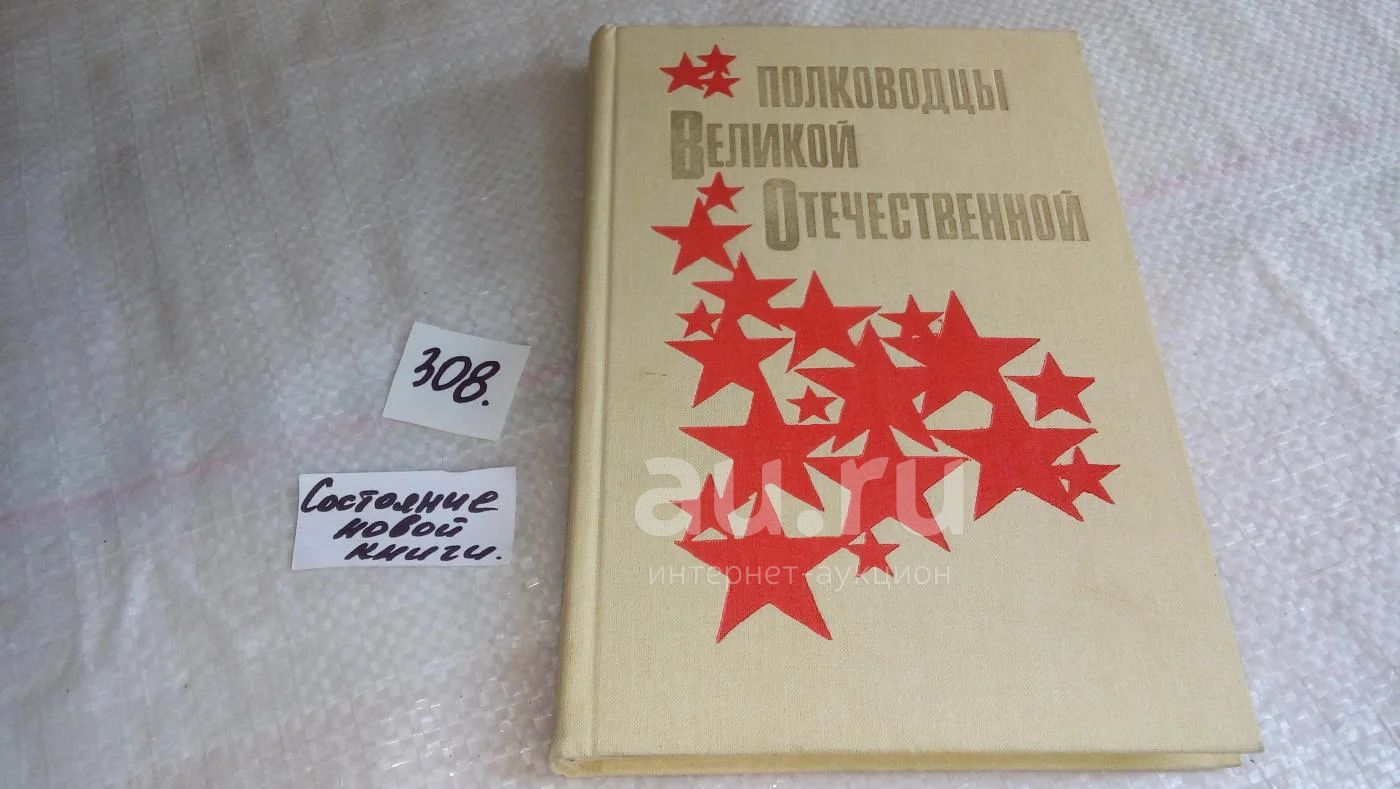 ПОЛКОВОДЦЫ
ВЕЛИКОЙ
ОТЕЧЕСТВЕННОЙ
308.
Состояние
новой
книги.
au.ru
интернет-аукцион